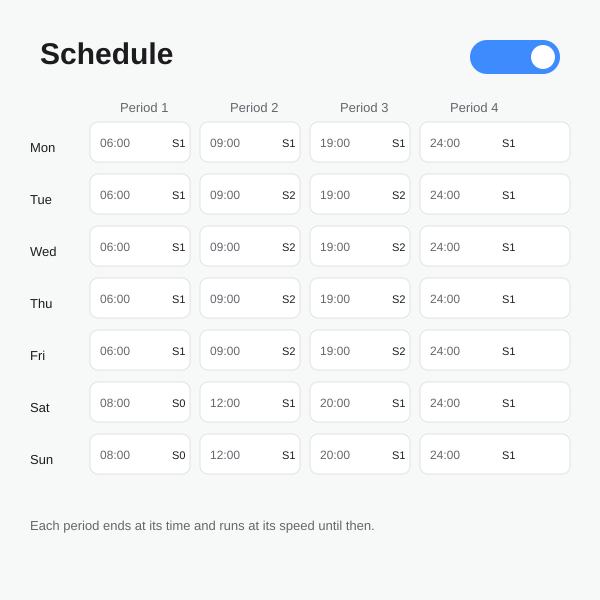 Schedule
Period 1 Period 2 Period 3 Period 4
Mon 06:00 S1 09:00 S1 19:00 S1 24:00 S1
Tue 06:00 S1 09:00 S2 19:00 S2 24:00 S1
Wed 06:00 S1 09:00 S2 19:00 S2 24:00 S1
Thu 06:00 S1 09:00 S2 19:00 S2 24:00 S1
Fri 06:00 S1 09:00 S2 19:00 S2 24:00 S1
Sat 08:00 S0 12:00 S1 20:00 S1 24:00 S1
Sun 08:00 S0 12:00 S1 20:00 S1 24:00 S1
Each period ends at its time and runs at its speed until then.